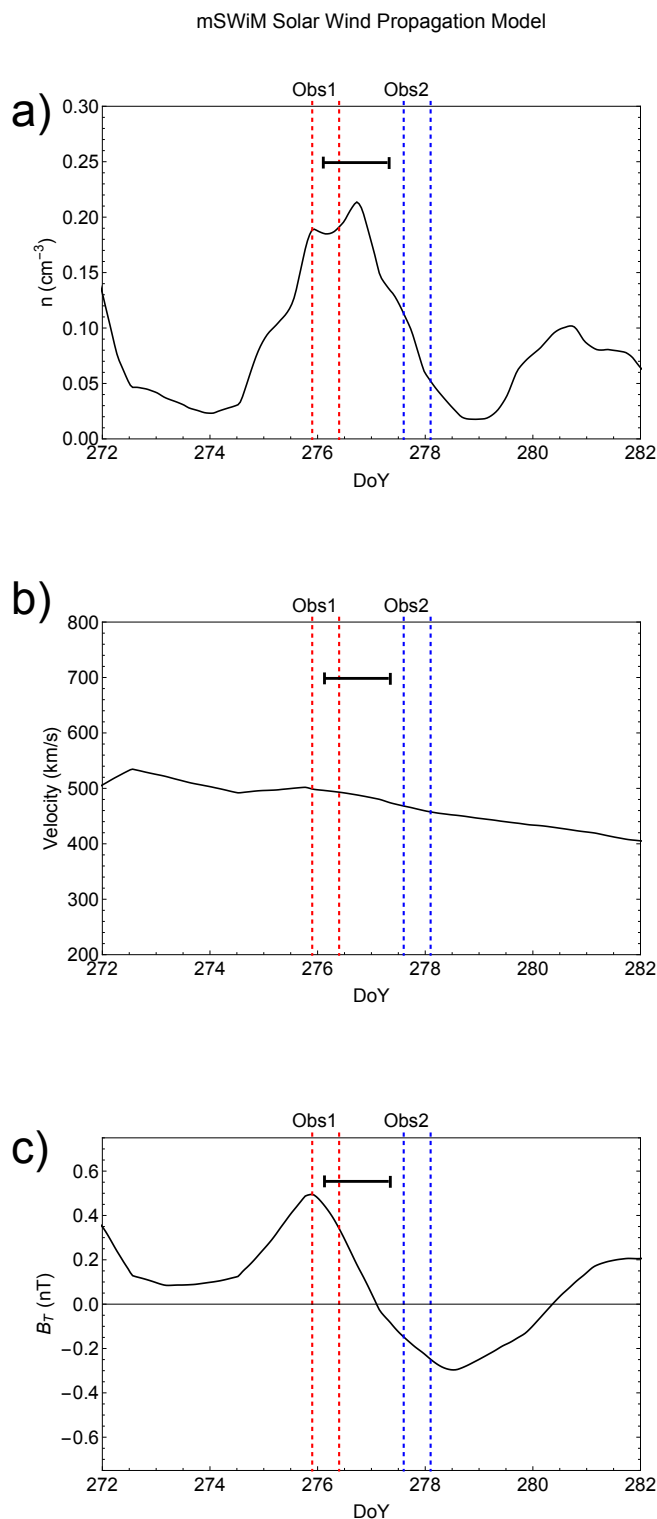 mSWiM Solar Wind Propagation Model
a)
Obs1 Obs2
0.30
0.25
0.20
0.15
0.10
0.05
0.00
n (cm⁻³)
272 274 276 278 280 282
DoY
b)
Obs1 Obs2
800
700
600
500
400
300
200
Velocity (km/s)
272 274 276 278 280 282
DoY
c)
Obs1 Obs2
0.6
0.4
0.2
0.0
−0.2
−0.4
−0.6
B_T (nT)
272 274 276 278 280 282
DoY